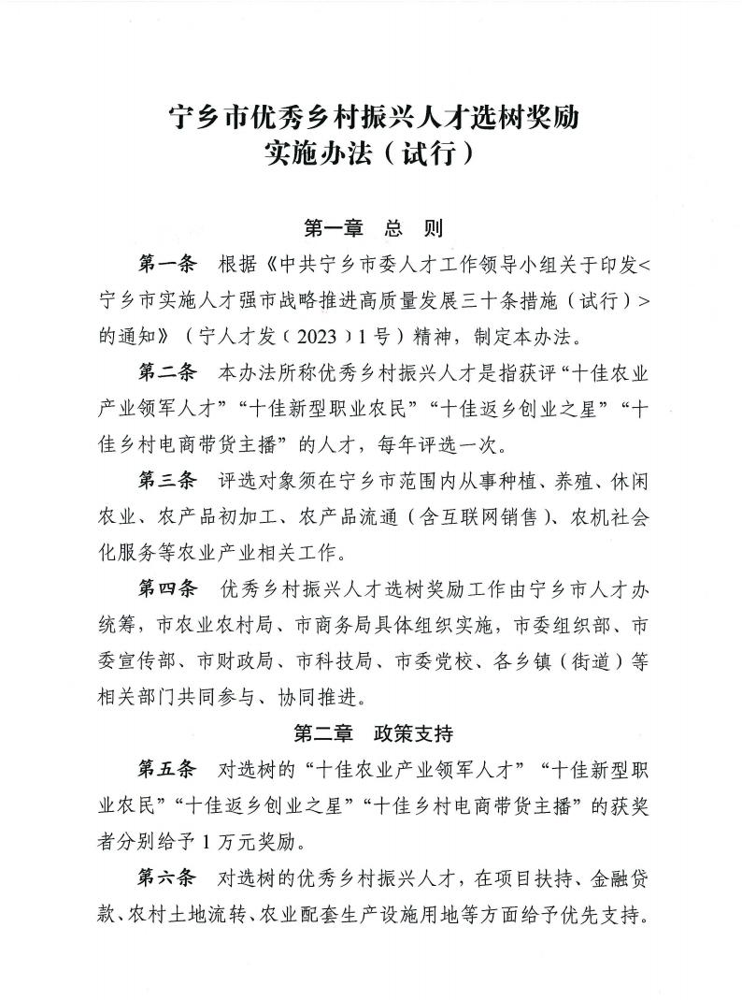 宁乡市优秀乡村振兴人才选树奖励
实施办法（试行）
第一章 总 则
第一条 根据《中共宁乡市委人才工作领导小组关于印发<
宁乡市实施人才强市战略推进高质量发展三十条措施（试行）>
的通知》（宁人才发﹝2023﹞1号）精神，制定本办法。
第二条 本办法所称优秀乡村振兴人才是指获评“十佳农业
产业领军人才”“十佳新型职业农民”“十佳返乡创业之星”“十
佳乡村电商带货主播”的人才，每年评选一次。
第三条 评选对象须在宁乡市范围内从事种植、养殖、休闲
农业、农产品初加工、农产品流通（含互联网销售）、农机社会
化服务等农业产业相关工作。
第四条 优秀乡村振兴人才选树奖励工作由宁乡市人才办
统筹，市农业农村局、市商务局具体组织实施，市委组织部、市
委宣传部、市财政局、市科技局、市委党校、各乡镇（街道）等
相关部门共同参与、协同推进。
第二章 政策支持
第五条 对选树的“十佳农业产业领军人才”“十佳新型职
业农民”“十佳返乡创业之星”“十佳乡村电商带货主播”的获奖
者分别给予1万元奖励。
第六条 对选树的优秀乡村振兴人才，在项目扶持、金融贷
款、农村土地流转、农业配套生产设施用地等方面给予优先支持。